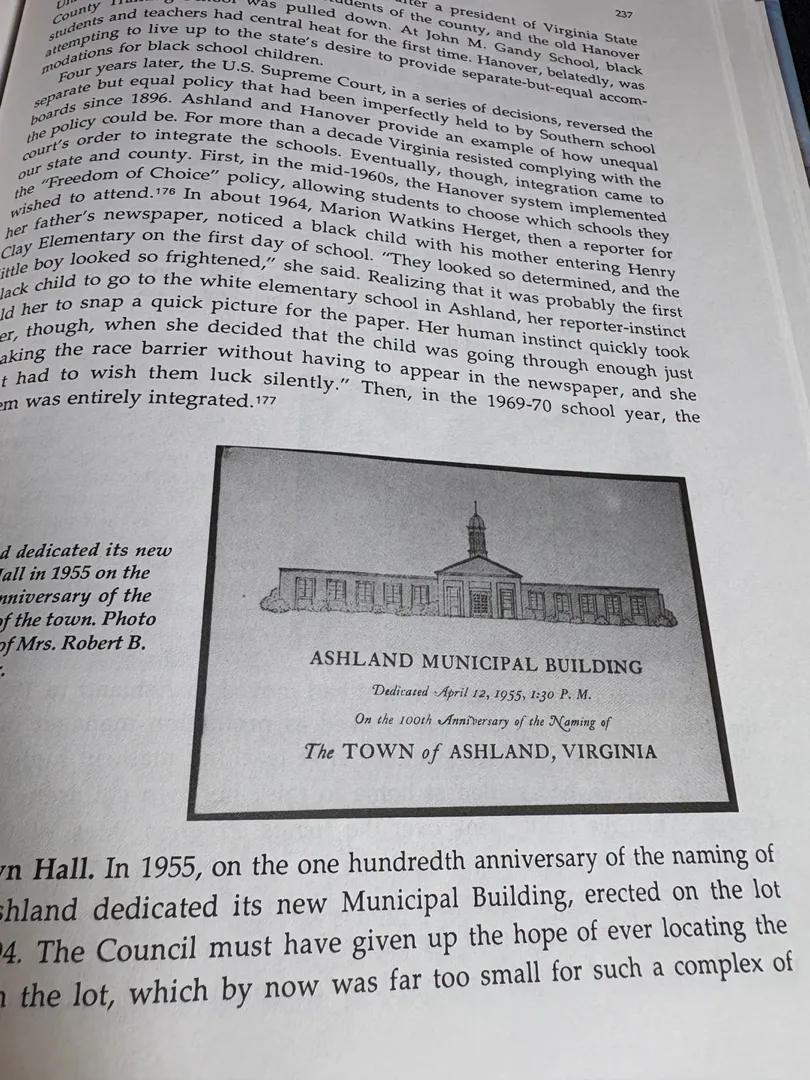 237
after a president of Virginia State
students of the county, and the old Hanover
County was pulled down. At John M. Gandy School, black
students and teachers had central heat for the first time. Hanover, belatedly, was
attempting to live up to the state's desire to provide separate-but-equal accom-
modations for black school children.
Four years later, the U.S. Supreme Court, in a series of decisions, reversed the
separate but equal policy that had been imperfectly held to by Southern school
boards since 1896. Ashland and Hanover provide an example of how unequal
the policy could be. For more than a decade Virginia resisted complying with the
court's order to integrate the schools. Eventually, though, integration came to
our state and county. First, in the mid-1960s, the Hanover system implemented
the "Freedom of Choice" policy, allowing students to choose which schools they
wished to attend.176 In about 1964, Marion Watkins Herget, then a reporter for
her father's newspaper, noticed a black child with his mother entering Henry
Clay Elementary on the first day of school. "They looked so determined, and the
ittle boy looked so frightened," she said. Realizing that it was probably the first
lack child to go to the white elementary school in Ashland, her reporter-instinct
ld her to snap a quick picture for the paper. Her human instinct quickly took
er, though, when she decided that the child was going through enough just
aking the race barrier without having to appear in the newspaper, and she
t had to wish them luck silently." Then, in the 1969-70 school year, the
em was entirely integrated.177
d dedicated its new
Hall in 1955 on the
nniversary of the
of the town. Photo
of Mrs. Robert B.
ASHLAND MUNICIPAL BUILDING
Dedicated April 12, 1955, 1:30 P. M.
On the 100th Anniversary of the Naming of
The TOWN of ASHLAND, VIRGINIA
vn Hall. In 1955, on the one hundredth anniversary of the naming of
shland dedicated its new Municipal Building, erected on the lot
94. The Council must have given up the hope of ever locating the
n the lot, which by now was far too small for such a complex of